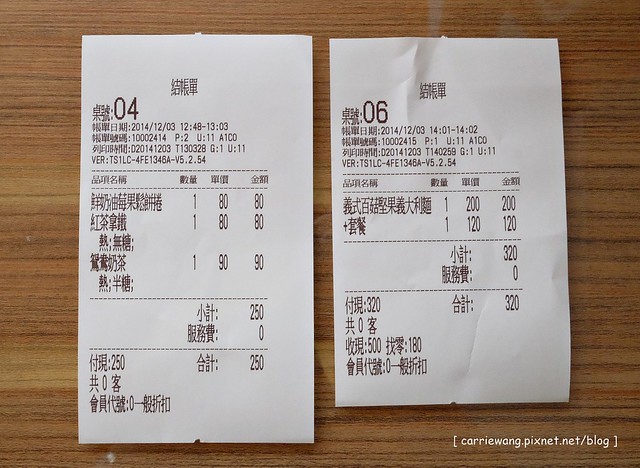 結帳單
桌號:04
帳單日期:2014/12/03 12:48-13:03
帳單號碼:10002414 P:2 U:11 A1C0
列印時間:D20141203 T130328 G:1 U:11
VER:TS1LC-4FE1346A-V5.2.54
品項名稱 數量 單價 金額
鮮奶油莓果鬆餅捲 1 80 80
紅茶拿鐵 1 80 80
熱;無糖;
鴛鴦奶茶 1 90 90
熱;半糖;
小計: 250
服務費: 0
付現:250 合計: 250
共 0 客
會員代號:0一般折扣
結帳單
桌號:06
帳單日期:2014/12/03 14:01-14:02
帳單號碼:10002415 P:1 U:11 A1C0
列印時間:D20141203 T140259 G:1 U:11
VER:TS1LC-4FE1346A-V5.2.54
品項名稱 數量 單價 金額
義式百菇堅果義大利麵 1 200 200
+套餐 1 120 120
小計: 320
服務費: 0
付現:320 合計: 320
共 0 客
收現:500 找零:180
會員代號:0一般折扣
[ carriewang.pixnet.net/blog ]